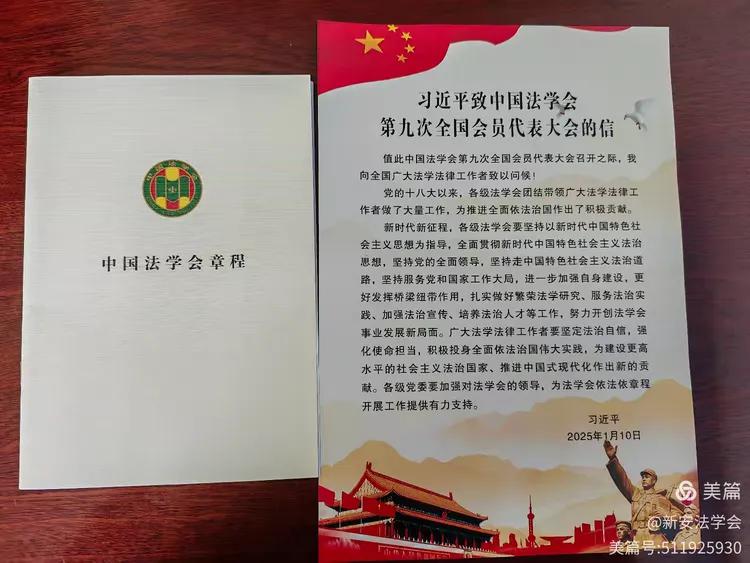 中国法学会章程
习近平致中国法学会
第九次全国会员代表大会的信
值此中国法学会第九次全国会员代表大会召开之际，我
向全国广大法学法律工作者致以问候！
党的十八大以来，各级法学会团结带领广大法学法律工
作者做了大量工作，为推进全面依法治国作出了积极贡献。
新时代新征程，各级法学会要坚持以新时代中国特色社
会主义思想为指导，全面贯彻新时代中国特色社会主义法治
思想，坚持党的全面领导，坚持走中国特色社会主义法治道
路，坚持服务党和国家工作大局，进一步加强自身建设，更
好发挥桥梁纽带作用，扎实做好繁荣法学研究、服务法治实
践、加强法治宣传、培养法治人才等工作，努力开创法学会
事业发展新局面。广大法学法律工作者要坚定法治自信，强
化使命担当，积极投身全面依法治国伟大实践，为建设更高
水平的社会主义法治国家、推进中国式现代化作出新的贡
献。各级党委要加强对法学会的领导，为法学会依法依章程
开展工作提供有力支持。
习近平
2025年1月10日
美篇
@新安法学会
美篇号:511925930